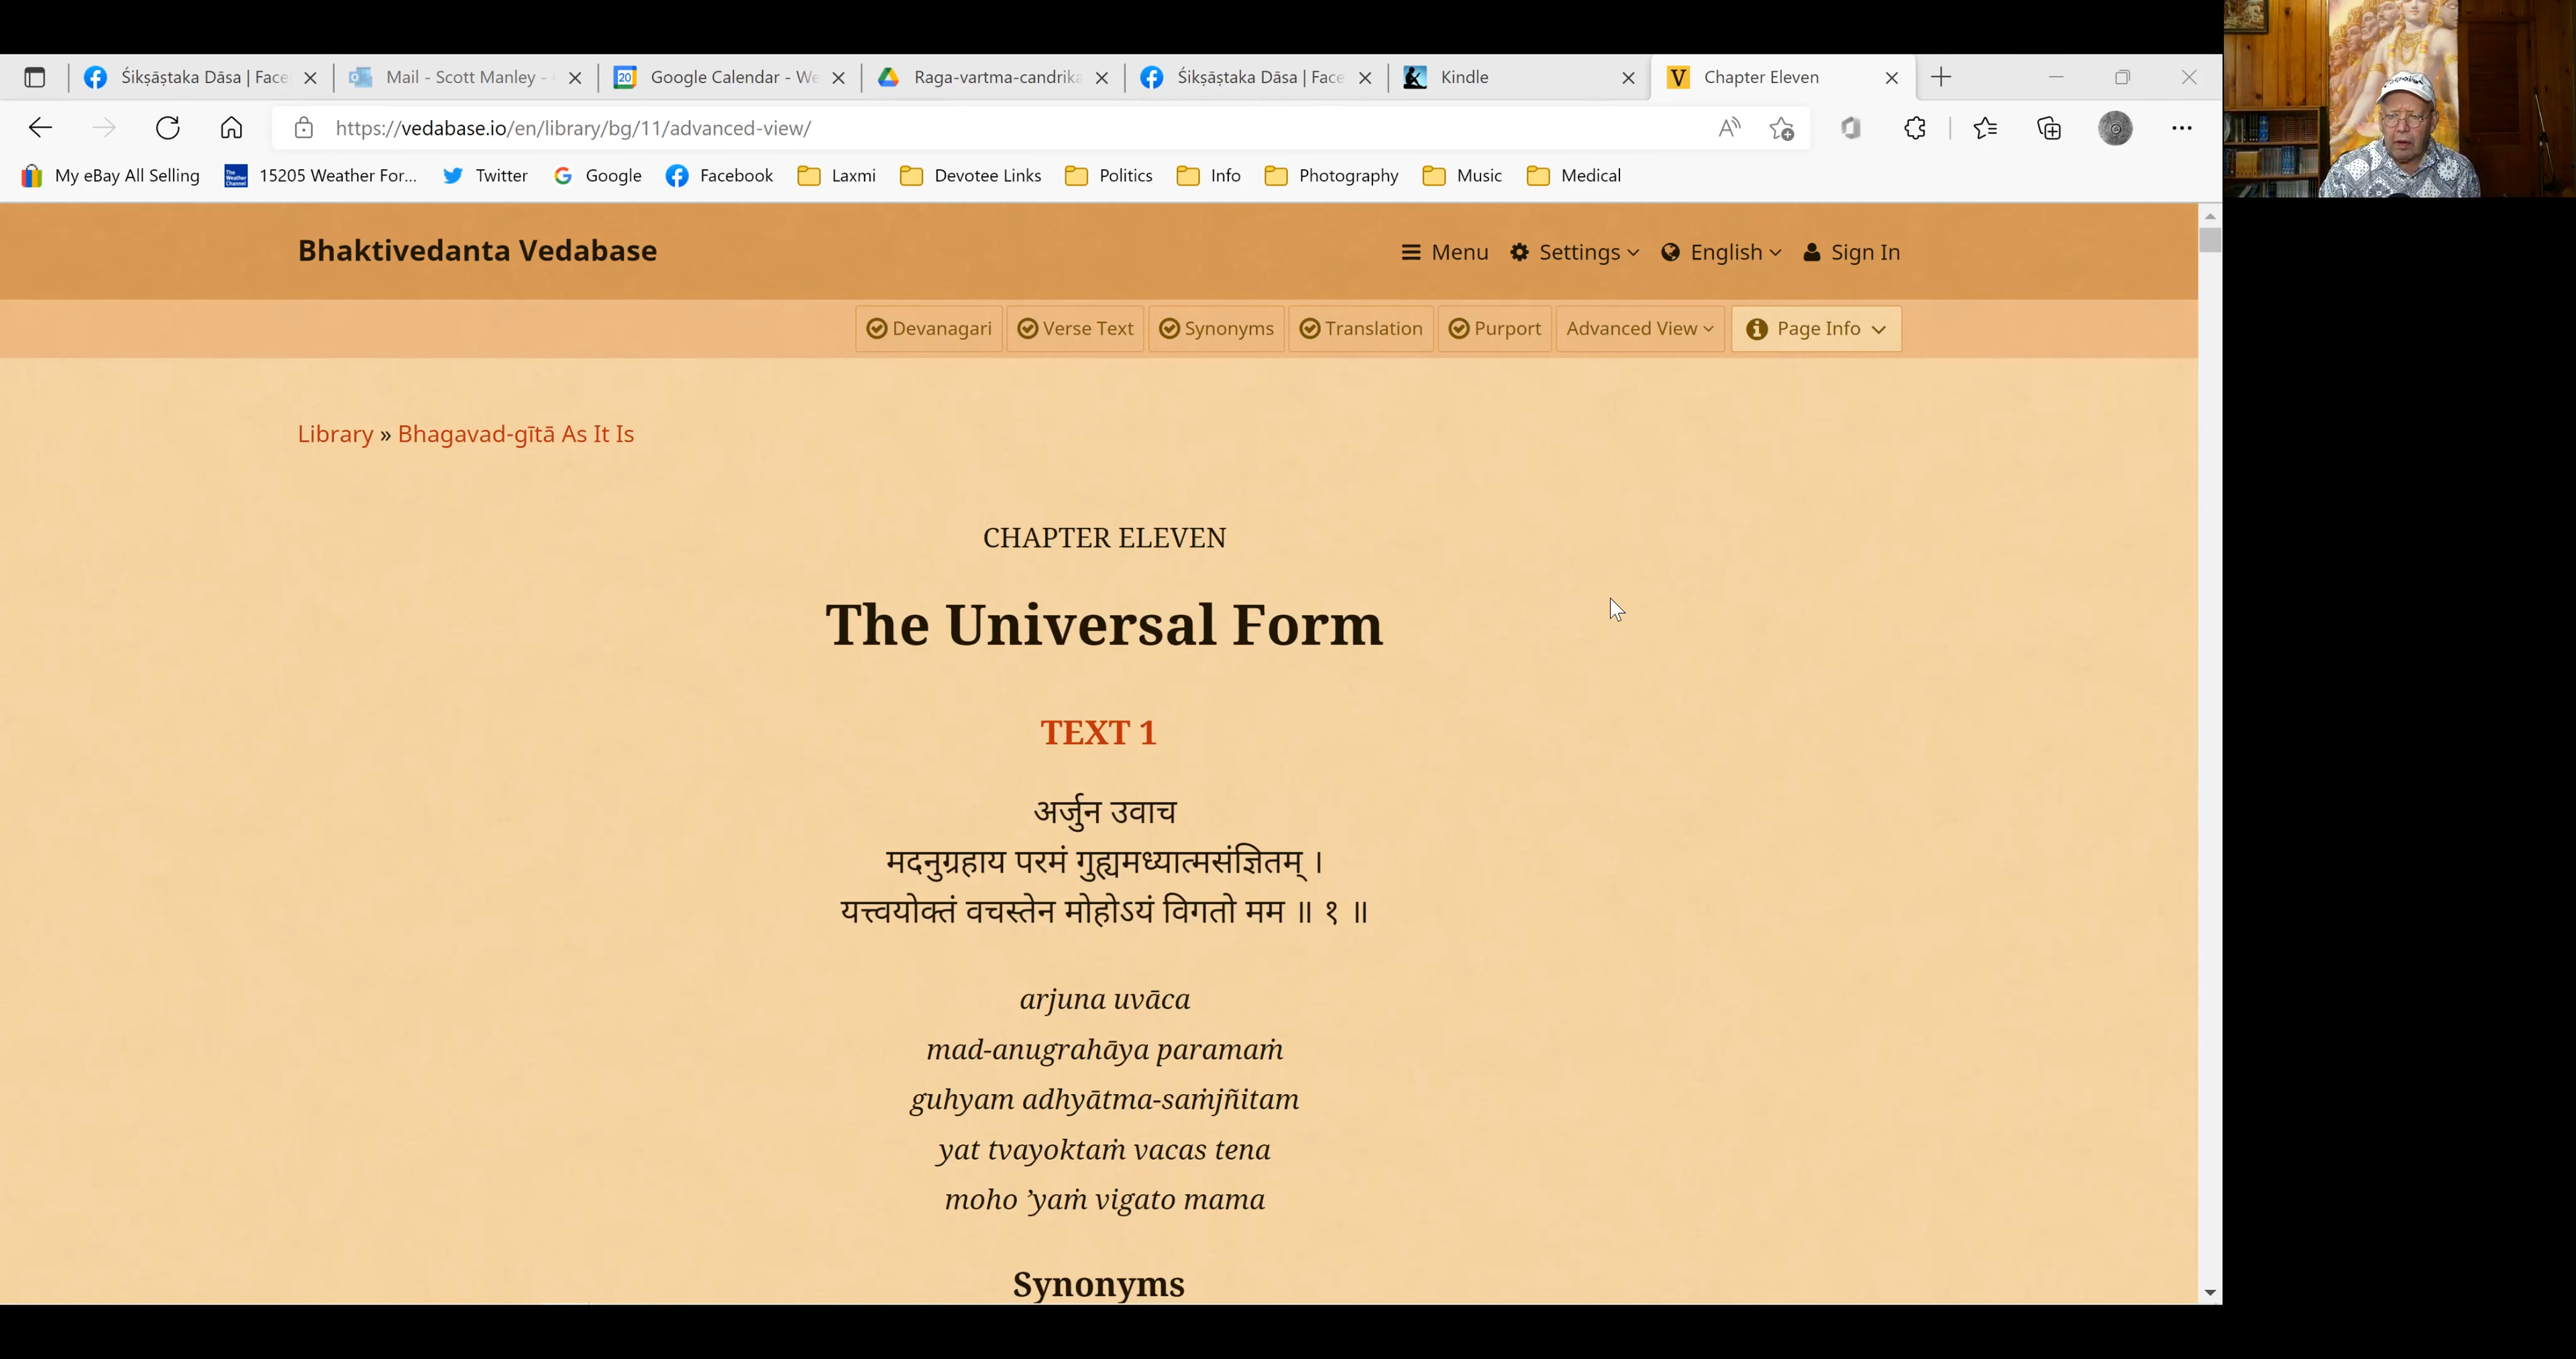 Śikṣāṣṭaka Dāsa | Face
Mail - Scott Manley -
Google Calendar - We
Raga-vartma-candrika
Śikṣāṣṭaka Dāsa | Face
Kindle
Chapter Eleven
https://vedabase.io/en/library/bg/11/advanced-view/
My eBay All Selling
15205 Weather For...
Twitter
Google
Facebook
Laxmi
Devotee Links
Politics
Info
Photography
Music
Medical
Bhaktivedanta Vedabase
Menu
Settings
English
Sign In
Devanagari
Verse Text
Synonyms
Translation
Purport
Advanced View
Page Info
Library » Bhagavad-gītā As It Is
CHAPTER ELEVEN
The Universal Form
TEXT 1
अर्जुन उवाच
मदनुग्रहाय परमं गुह्यमध्यात्मसंज्ञितम् ।
यत्त्वयोक्तं वचस्तेन मोहोऽयं विगतो मम ॥ १ ॥
arjuna uvāca
mad-anugrahāya paramaṁ
guhyam adhyātma-saṁjñitam
yat tvayoktaṁ vacas tena
moho ’yaṁ vigato mama
Synonyms